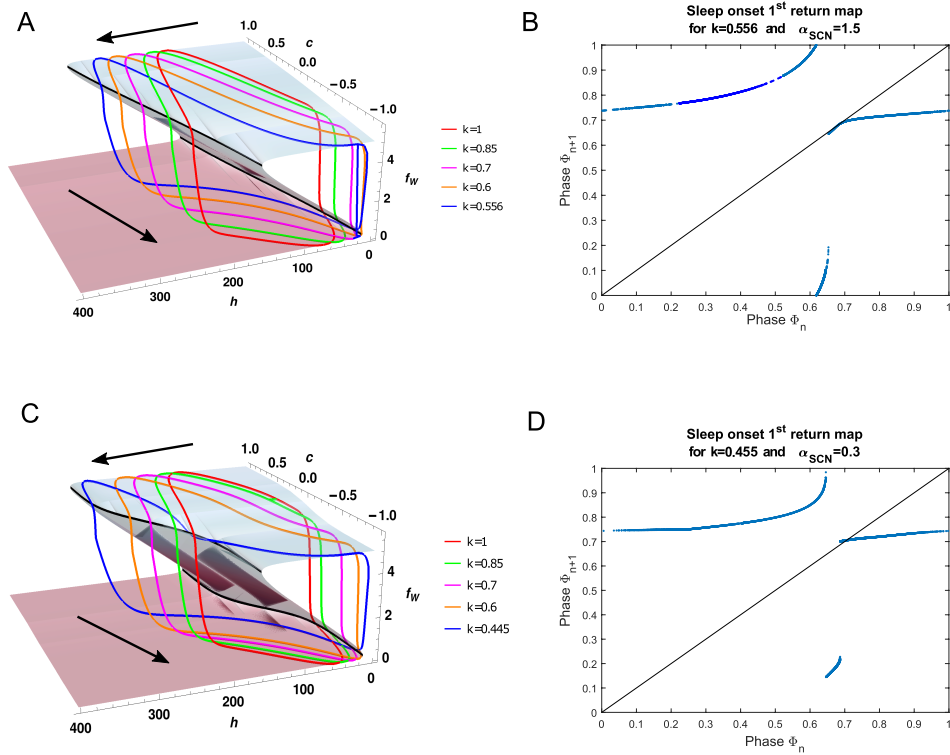 A
1.0
0.5
c
0.0
−0.5
−1.0
4
f_W
2
0
0
100
200
h
300
400
k=1
k=0.85
k=0.7
k=0.6
k=0.556
B
Sleep onset 1st return map
for k=0.556 and α_SCN=1.5
Phase Φ_n+1
1
0.9
0.8
0.7
0.6
0.5
0.4
0.3
0.2
0.1
0
0 0.1 0.2 0.3 0.4 0.5 0.6 0.7 0.8 0.9 1
Phase Φ_n
C
1.0
0.5
c
0.0
−0.5
−1.0
4
f_W
2
0
0
100
200
h
300
400
k=1
k=0.85
k=0.7
k=0.6
k=0.445
D
Sleep onset 1st return map
for k=0.455 and α_SCN=0.3
Phase Φ_n+1
1
0.9
0.8
0.7
0.6
0.5
0.4
0.3
0.2
0.1
0
0 0.1 0.2 0.3 0.4 0.5 0.6 0.7 0.8 0.9 1
Phase Φ_n